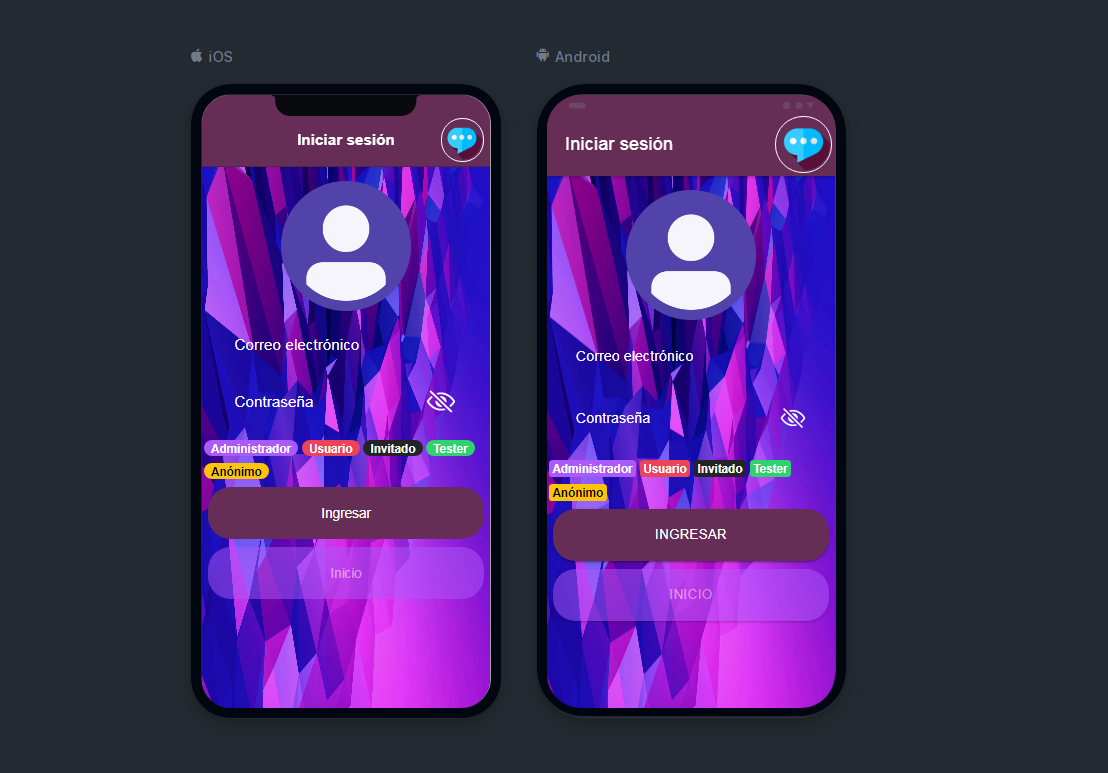 iOS
Iniciar sesión
Correo electrónico
Contraseña
Administrador Usuario Invitado Tester
Anónimo
Ingresar
Inicio
Android
Iniciar sesión
Correo electrónico
Contraseña
Administrador Usuario Invitado Tester
Anónimo
INGRESAR
INICIO